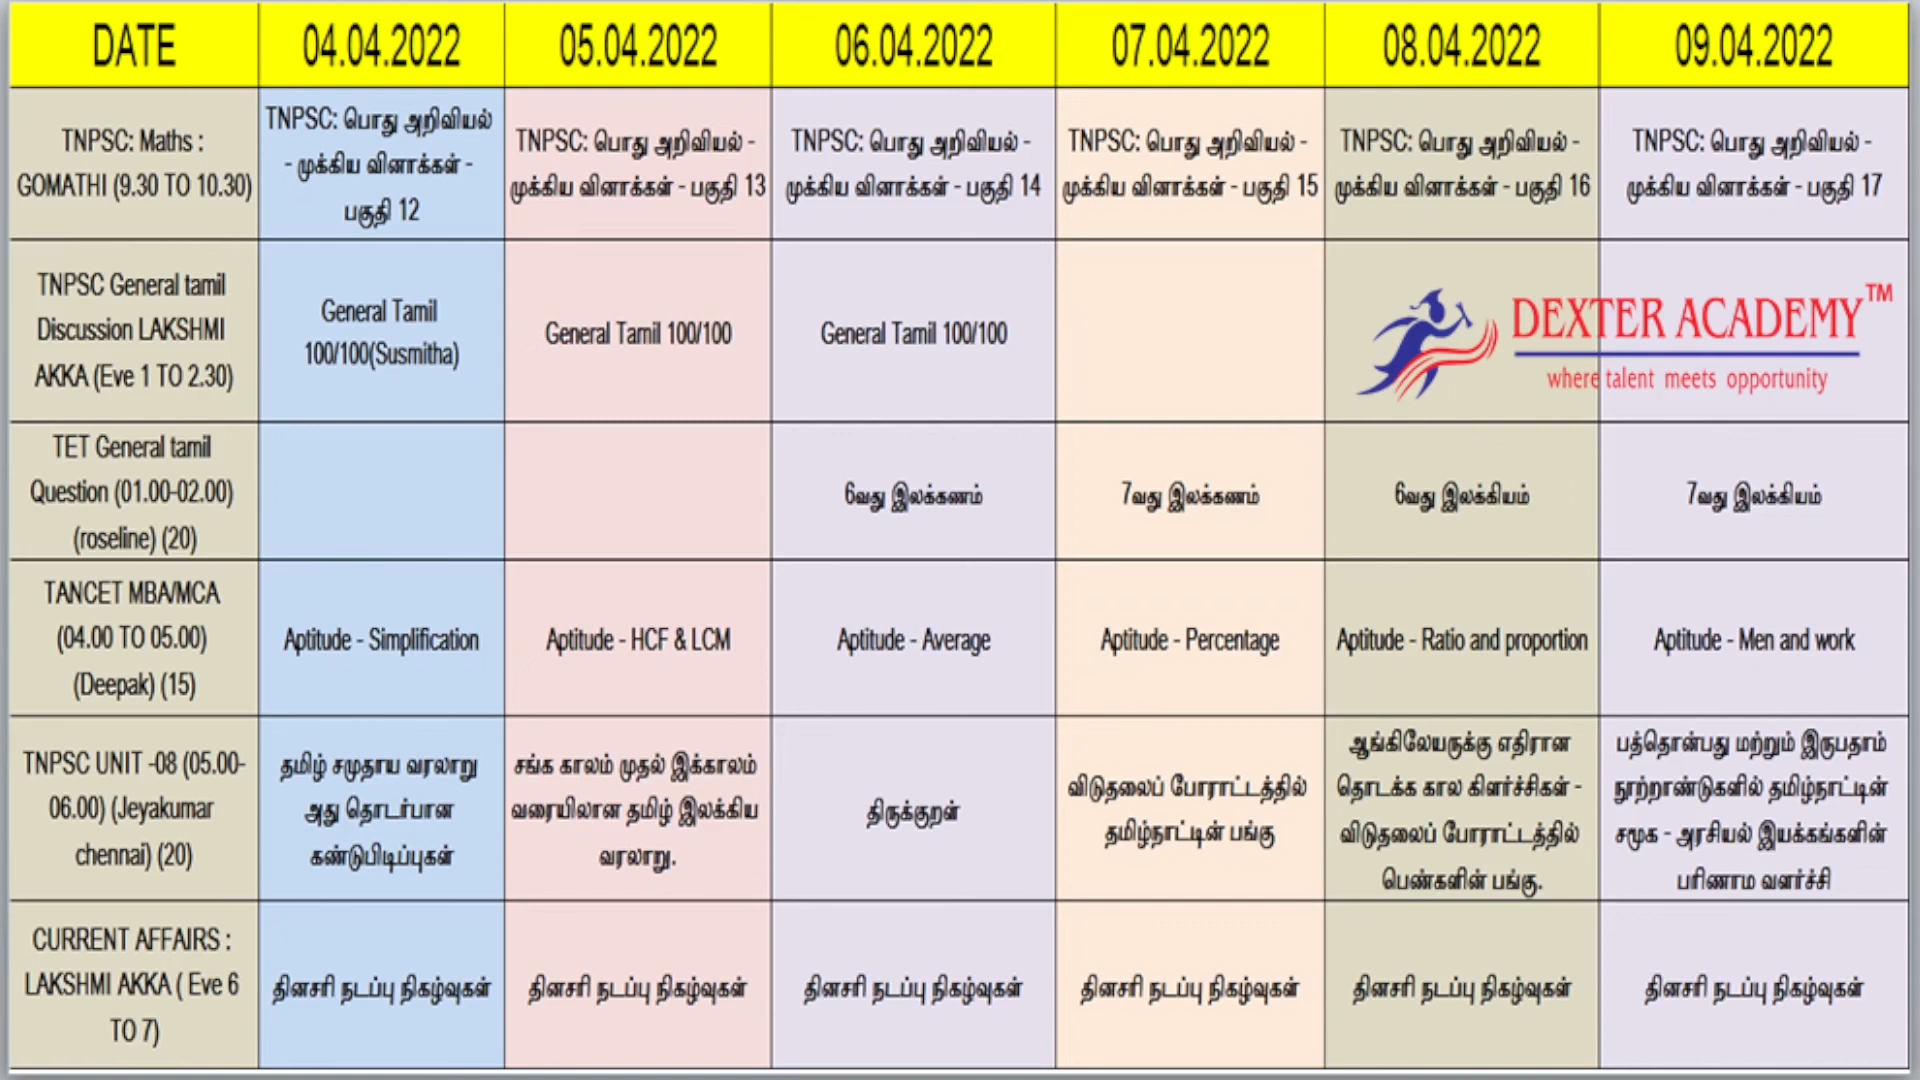 DATE
04.04.2022
05.04.2022
06.04.2022
07.04.2022
08.04.2022
09.04.2022
TNPSC: Maths :
GOMATHI (9.30 TO 10.30)
TNPSC: பொது அறிவியல்
- முக்கிய வினாக்கள் -
பகுதி 12
TNPSC: பொது அறிவியல் -
முக்கிய வினாக்கள் - பகுதி 13
TNPSC: பொது அறிவியல் -
முக்கிய வினாக்கள் - பகுதி 14
TNPSC: பொது அறிவியல் -
முக்கிய வினாக்கள் - பகுதி 15
TNPSC: பொது அறிவியல் -
முக்கிய வினாக்கள் - பகுதி 16
TNPSC: பொது அறிவியல் -
முக்கிய வினாக்கள் - பகுதி 17
TNPSC General tamil
Discussion LAKSHMI
AKKA (Eve 1 TO 2.30)
General Tamil
100/100(Susmitha)
General Tamil 100/100
General Tamil 100/100
DEXTER ACADEMY™
where talent meets opportunity
TET General tamil
Question (01.00-02.00)
(roseline) (20)
6வது இலக்கணம்
7வது இலக்கணம்
6வது இலக்கியம்
7வது இலக்கியம்
TANCET MBA/MCA
(04.00 TO 05.00)
(Deepak) (15)
Aptitude - Simplification
Aptitude - HCF & LCM
Aptitude - Average
Aptitude - Percentage
Aptitude - Ratio and proportion
Aptitude - Men and work
TNPSC UNIT -08 (05.00-
06.00) (Jeyakumar
chennai) (20)
தமிழ் சமுதாய வரலாறு
அது தொடர்பான
கண்டுபிடிப்புகள்
சங்க காலம் முதல் இக்காலம்
வரையிலான தமிழ் இலக்கிய
வரலாறு.
திருக்குறள்
விடுதலைப் போராட்டத்தில்
தமிழ்நாட்டின் பங்கு
ஆங்கிலேயருக்கு எதிரான
தொடக்க கால கிளர்ச்சிகள் -
விடுதலைப் போராட்டத்தில்
பெண்களின் பங்கு.
பத்தொன்பது மற்றும் இருபதாம்
நூற்றாண்டுகளில் தமிழ்நாட்டின்
சமூக - அரசியல் இயக்கங்களின்
பரிணாம வளர்ச்சி
CURRENT AFFAIRS :
LAKSHMI AKKA ( Eve 6
TO 7)
தினசரி நடப்பு நிகழ்வுகள்
தினசரி நடப்பு நிகழ்வுகள்
தினசரி நடப்பு நிகழ்வுகள்
தினசரி நடப்பு நிகழ்வுகள்
தினசரி நடப்பு நிகழ்வுகள்
தினசரி நடப்பு நிகழ்வுகள்